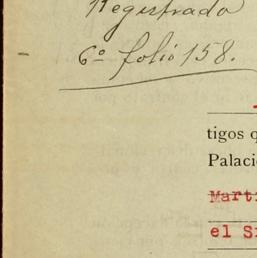 Registrado
6º folio 158.
tigos q
Palaci
Mart
el S